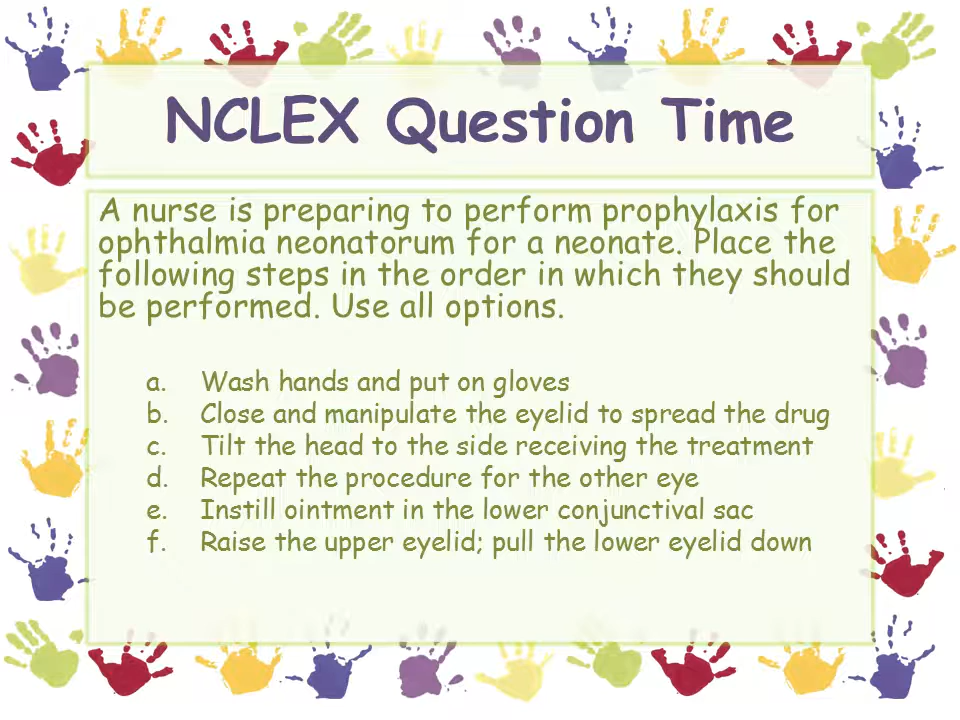 NCLEX Question Time
A nurse is preparing to perform prophylaxis for
ophthalmia neonatorum for a neonate. Place the
following steps in the order in which they should
be performed. Use all options.
a. Wash hands and put on gloves
b. Close and manipulate the eyelid to spread the drug
c. Tilt the head to the side receiving the treatment
d. Repeat the procedure for the other eye
e. Instill ointment in the lower conjunctival sac
f. Raise the upper eyelid; pull the lower eyelid down